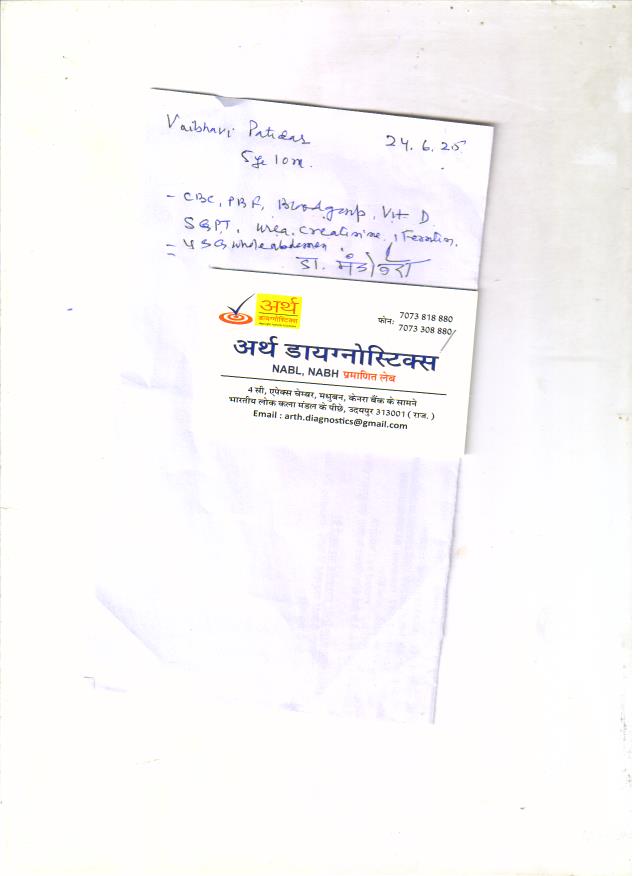 Vaibhavi Patidar
24.6.25
5yr 10m.
- CBC, PBF, Bloodgroup, Vit D.
SGPT, urea, creatinine, Ferritin.
= USG whole abdomen
डा.
अर्थ
डायग्नोस्टिक्स
फोन:
7073 818 880
7073 308 880
अर्थ डायग्नोस्टिक्स
NABL, NABH प्रमाणित लेब
4 सी, एपेक्स चेम्बर, मधुबन, केनरा बैंक के सामने
भारतीय लोक कला मंडल के पीछे, उदयपुर 313001 ( राज. )
Email : arth.diagnostics@gmail.com